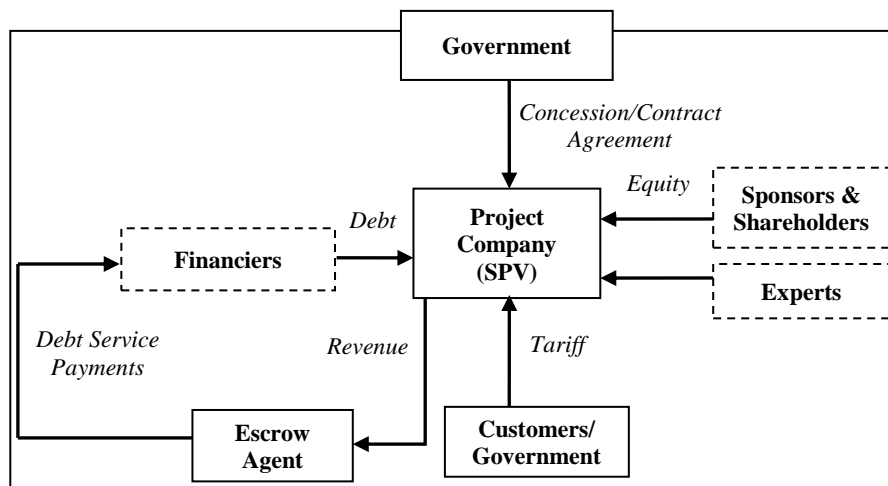 Government
Concession/Contract
Agreement
Equity
Sponsors &
Shareholders
Project
Company
(SPV)
Debt
Financiers
Experts
Debt Service
Payments
Revenue
Tariff
Escrow
Agent
Customers/
Government